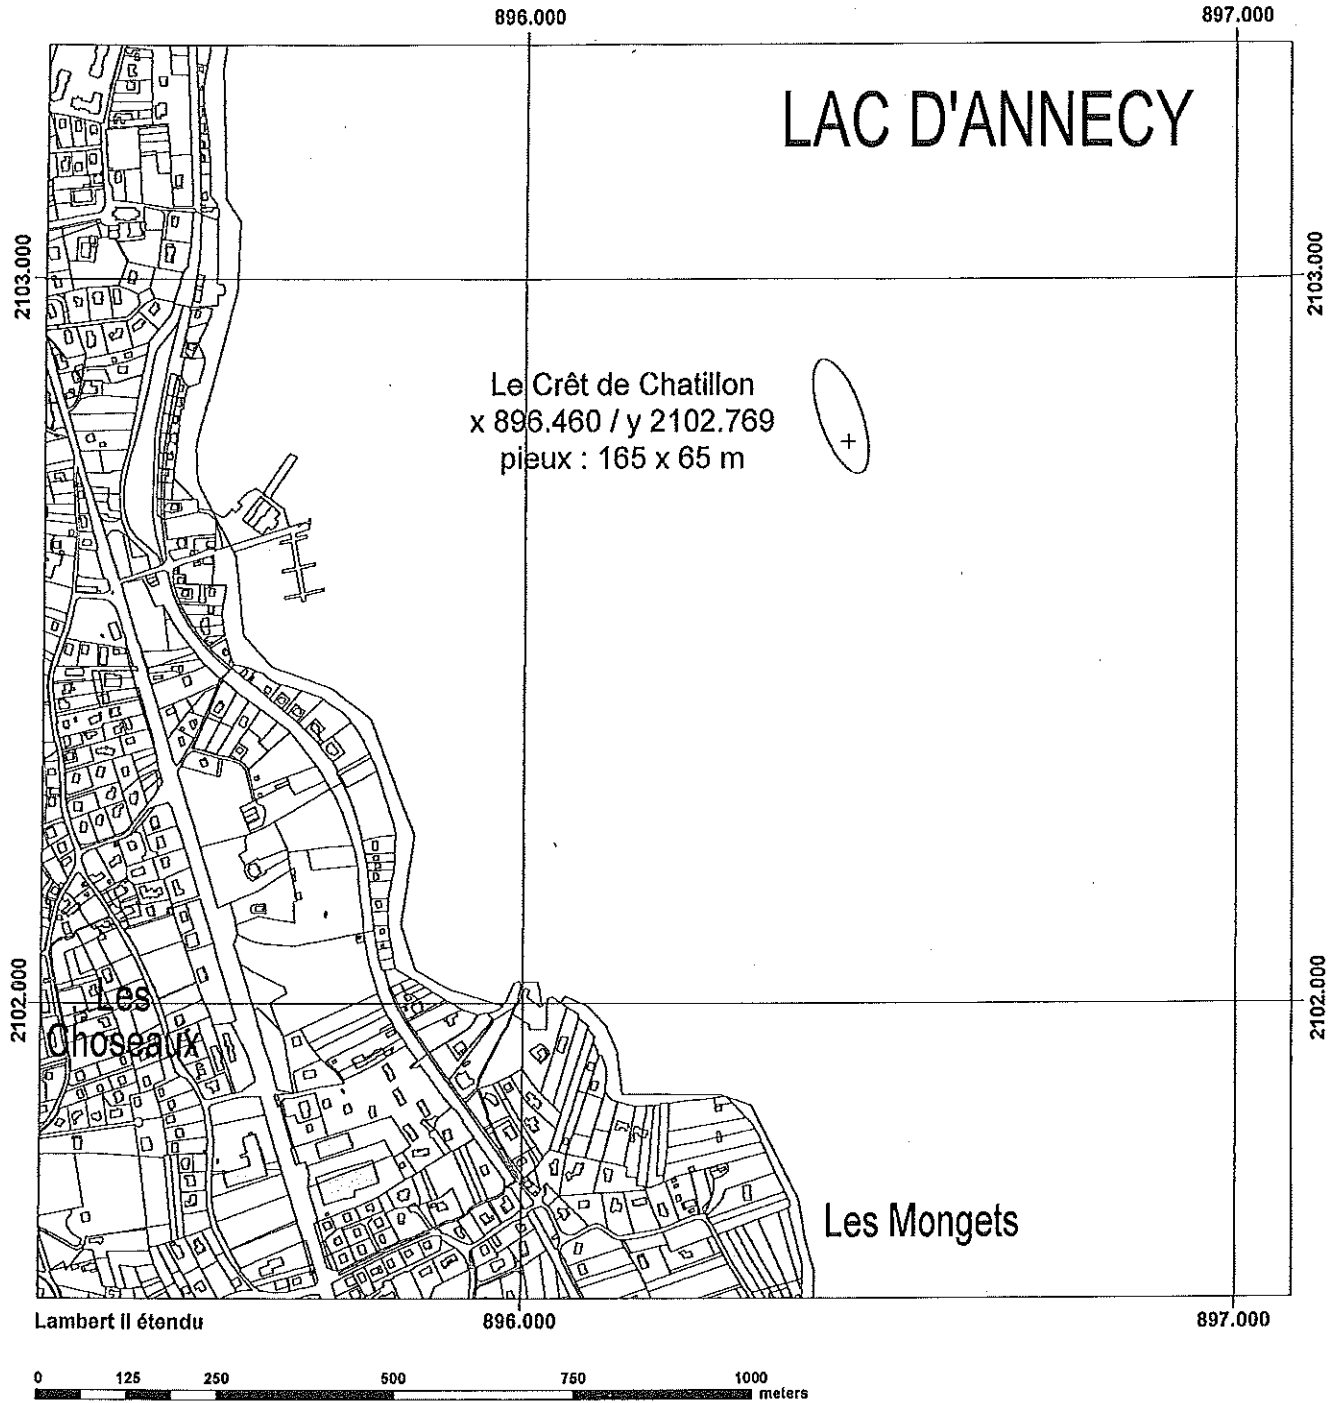 896.000
897.000
LAC D'ANNECY
2103.000
2103.000
Le Crêt de Chatillon
x 896.460 / y 2102.769
pieux : 165 x 65 m
2102.000
2102.000
Les
Choseaux
Les Mongets
Lambert II étendu
896.000
897.000
0 125 250 500 750 1000
meters